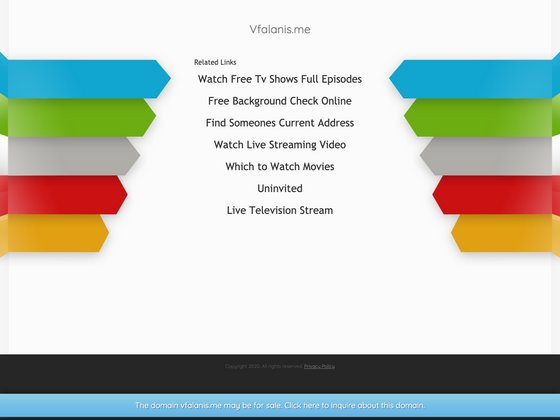 Vfalanis.me
Related Links
Watch Free Tv Shows Full Episodes
Free Background Check Online
Find Someones Current Address
Watch Live Streaming Video
Which to Watch Movies
Uninvited
Live Television Stream
Copyright 2020. All rights reserved. Privacy Policy
The domain vfalanis.me may be for sale. Click here to inquire about this domain.